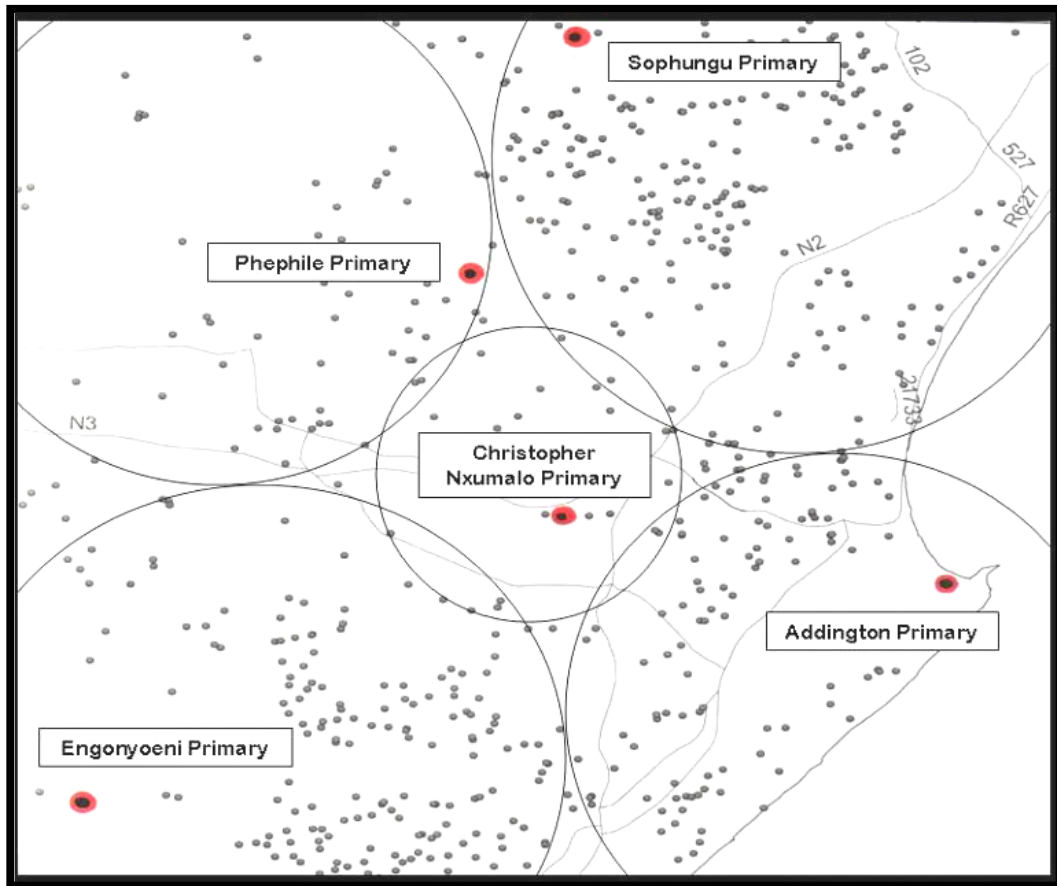 Sophungu Primary
102
527
R627
N2
Phephile Primary
21733
N3
Christopher
Nxumalo Primary
Addington Primary
Engonyoeni Primary